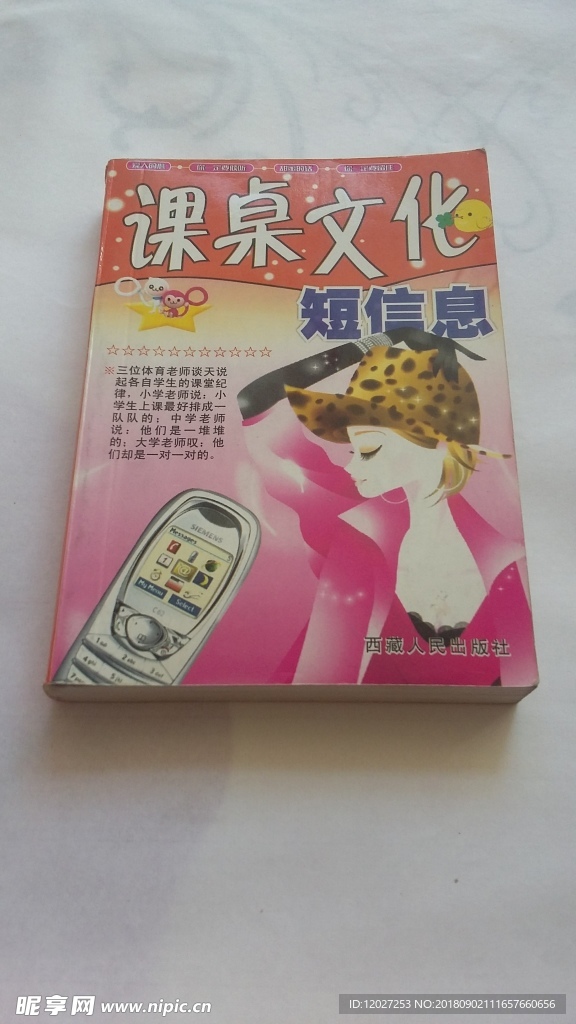 课桌文化
短信息
☆☆☆☆☆☆☆☆☆☆☆
※三位体育老师谈天说
起各自学生的课堂纪
律，小学老师说：小
学生上课最好排成一
队队的；中学老师
说：他们是一堆堆
的；大学老师叹：他
们却是一对一对的。
SIEMENS
Messages
My Menu Select
C62
西藏人民出版社
昵享网 www.nipic.cn
ID:12027253 NO:20180902111657660656